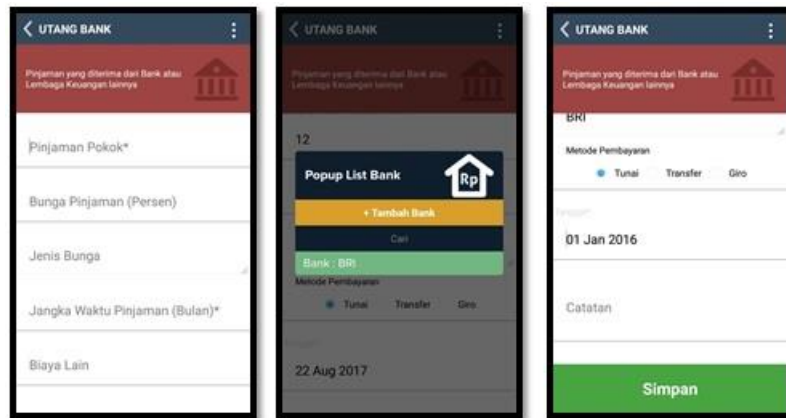 UTANG BANK
Pinjaman yang diterima dari Bank atau
Lembaga Keuangan lainnya
Pinjaman Pokok*
Bunga Pinjaman (Persen)
Jenis Bunga
Jangka Waktu Pinjaman (Bulan)*
Biaya Lain
UTANG BANK
Pinjaman yang diterima dari Bank atau
Lembaga Keuangan lainnya
12
Popup List Bank
Rp
+ Tambah Bank
Cari
Bank : BRI
Metode Pembayaran
Tunai Transfer Giro
22 Aug 2017
UTANG BANK
Pinjaman yang diterima dari Bank atau
Lembaga Keuangan lainnya
BRI
Metode Pembayaran
Tunai Transfer Giro
01 Jan 2016
Catatan
Simpan